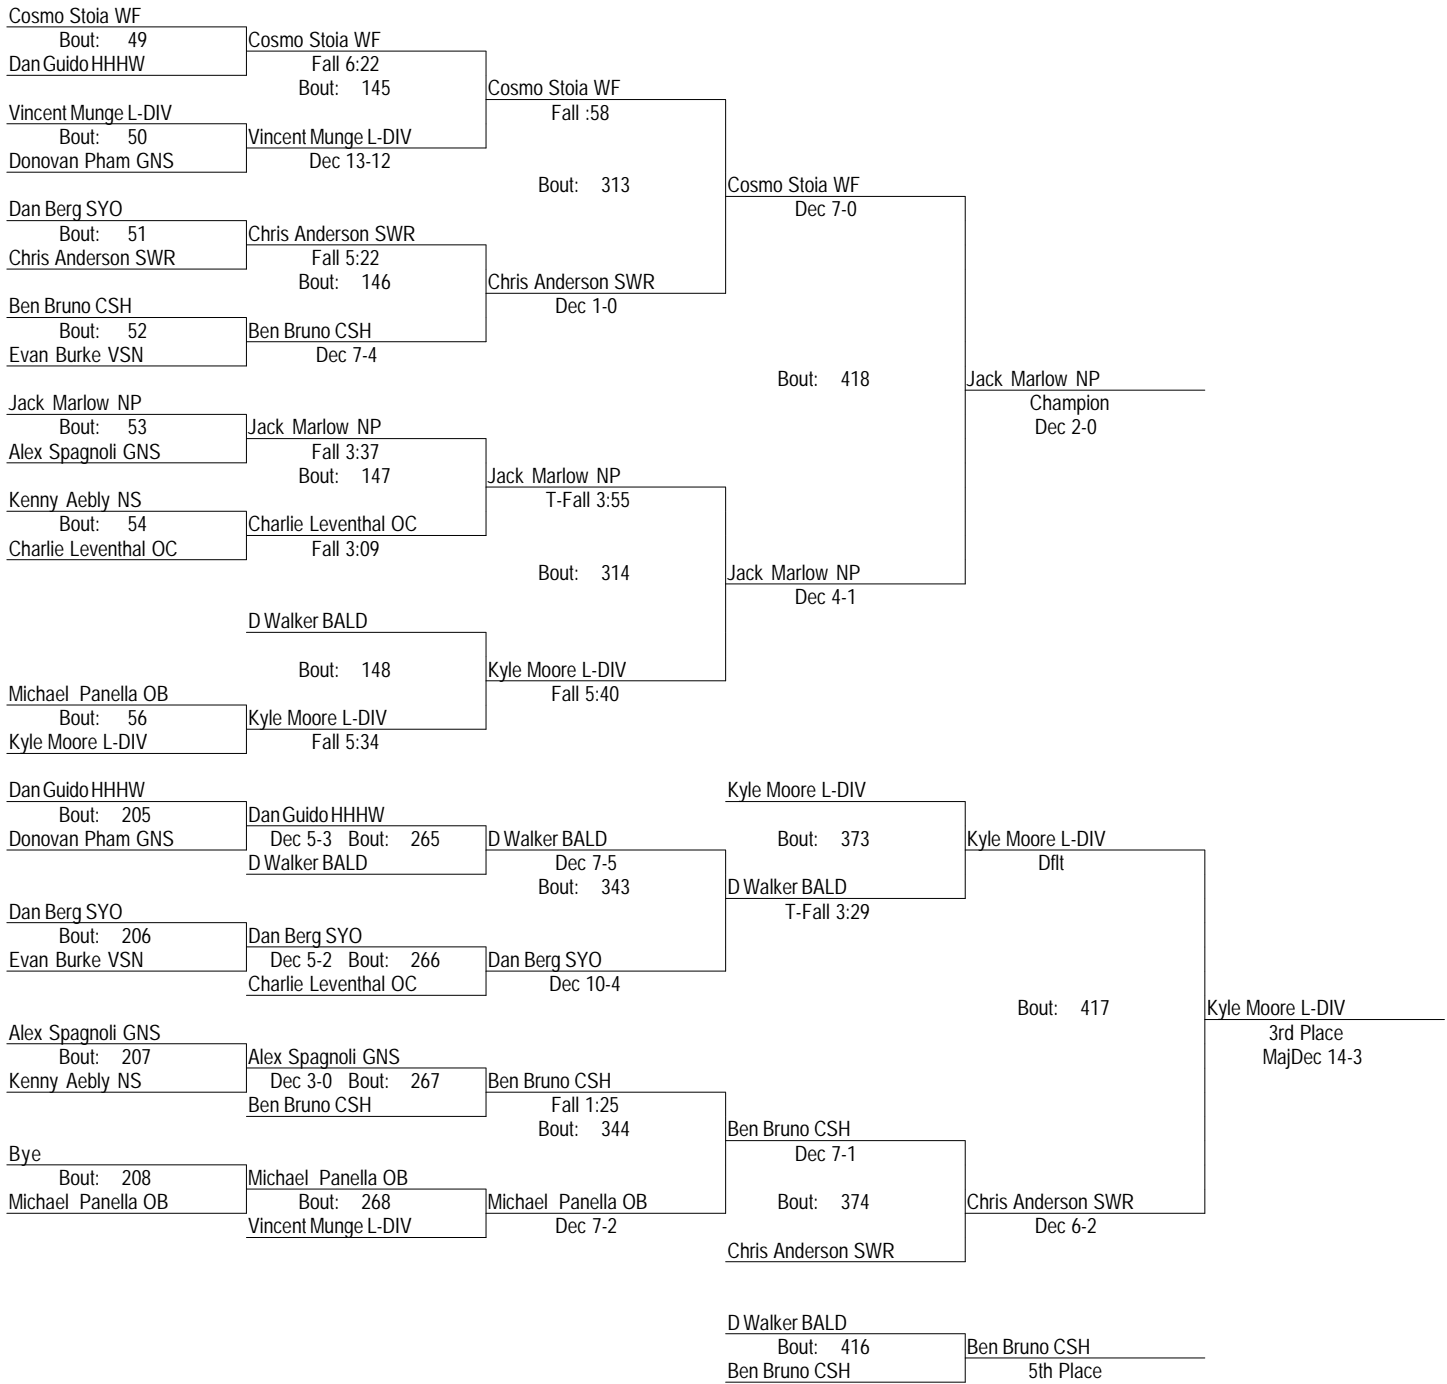 Cosmo Stoia WF
Bout: 49
Dan Guido HHHW
Cosmo Stoia WF
Fall 6:22
Bout: 145
Vincent Munge L-DIV
Bout: 50
Donovan Pham GNS
Vincent Munge L-DIV
Dec 13-12
Cosmo Stoia WF
Fall :58
Bout: 313
Dan Berg SYO
Bout: 51
Chris Anderson SWR
Chris Anderson SWR
Fall 5:22
Bout: 146
Ben Bruno CSH
Bout: 52
Evan Burke VSN
Ben Bruno CSH
Dec 7-4
Chris Anderson SWR
Dec 1-0
Cosmo Stoia WF
Dec 7-0
Bout: 418
Jack Marlow NP
Champion
Dec 2-0
Jack Marlow NP
Bout: 53
Alex Spagnoli GNS
Jack Marlow NP
Fall 3:37
Bout: 147
Kenny Aebly NS
Bout: 54
Charlie Leventhal OC
Charlie Leventhal OC
Fall 3:09
Jack Marlow NP
T-Fall 3:55
Bout: 314
Jack Marlow NP
Dec 4-1
D Walker BALD
Bout: 148
Michael Panella OB
Bout: 56
Kyle Moore L-DIV
Kyle Moore L-DIV
Fall 5:34
Kyle Moore L-DIV
Fall 5:40
Dan Guido HHHW
Bout: 205
Donovan Pham GNS
Dan Guido HHHW
Dec 5-3 Bout: 265
D Walker BALD
D Walker BALD
Dec 7-5
Bout: 343
Dan Berg SYO
Bout: 206
Evan Burke VSN
Dan Berg SYO
Dec 5-2 Bout: 266
Charlie Leventhal OC
Dan Berg SYO
Dec 10-4
Kyle Moore L-DIV
Bout: 373
D Walker BALD
T-Fall 3:29
Kyle Moore L-DIV
Dflt
Bout: 417
Kyle Moore L-DIV
3rd Place
MajDec 14-3
Alex Spagnoli GNS
Bout: 207
Kenny Aebly NS
Alex Spagnoli GNS
Dec 3-0 Bout: 267
Ben Bruno CSH
Ben Bruno CSH
Fall 1:25
Bout: 344
Bye
Bout: 208
Michael Panella OB
Michael Panella OB
Bout: 268
Vincent Munge L-DIV
Michael Panella OB
Dec 7-2
Ben Bruno CSH
Dec 7-1
Bout: 374
Chris Anderson SWR
Chris Anderson SWR
Dec 6-2
D Walker BALD
Bout: 416
Ben Bruno CSH
Ben Bruno CSH
5th Place